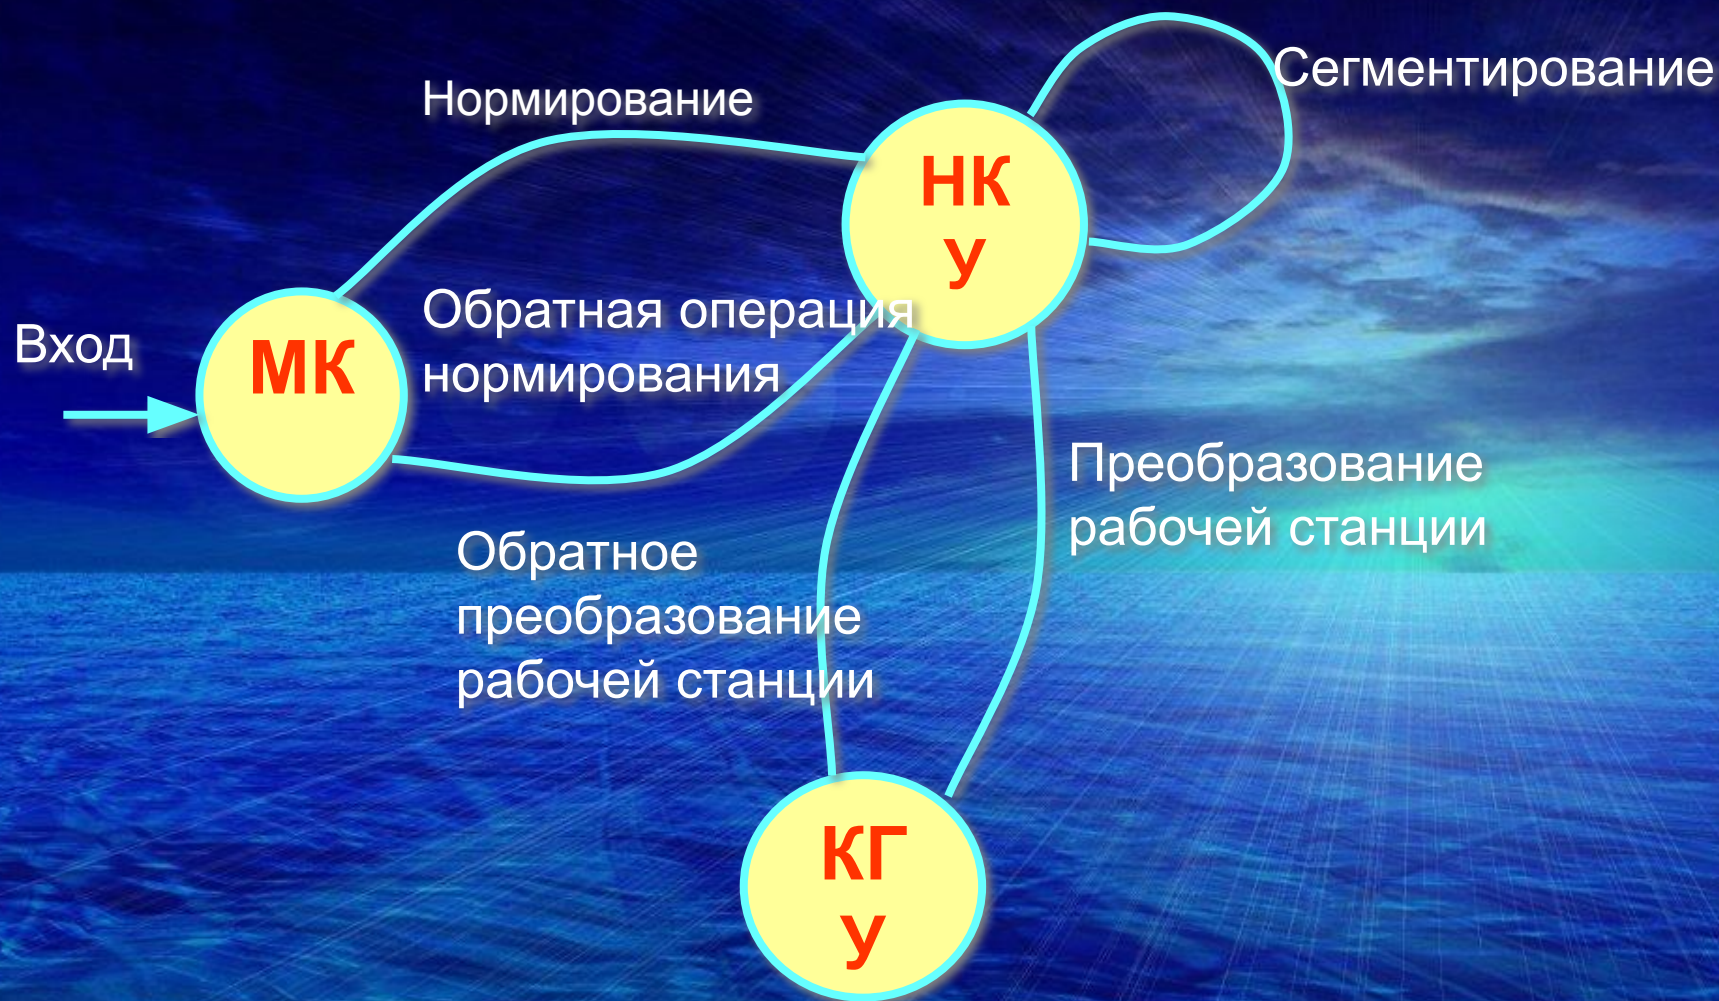 Сегментирование
Нормирование
НК
У
Обратная операция
нормирования
Вход
МК
Преобразование
рабочей станции
Обратное
преобразование
рабочей станции
КГ
У